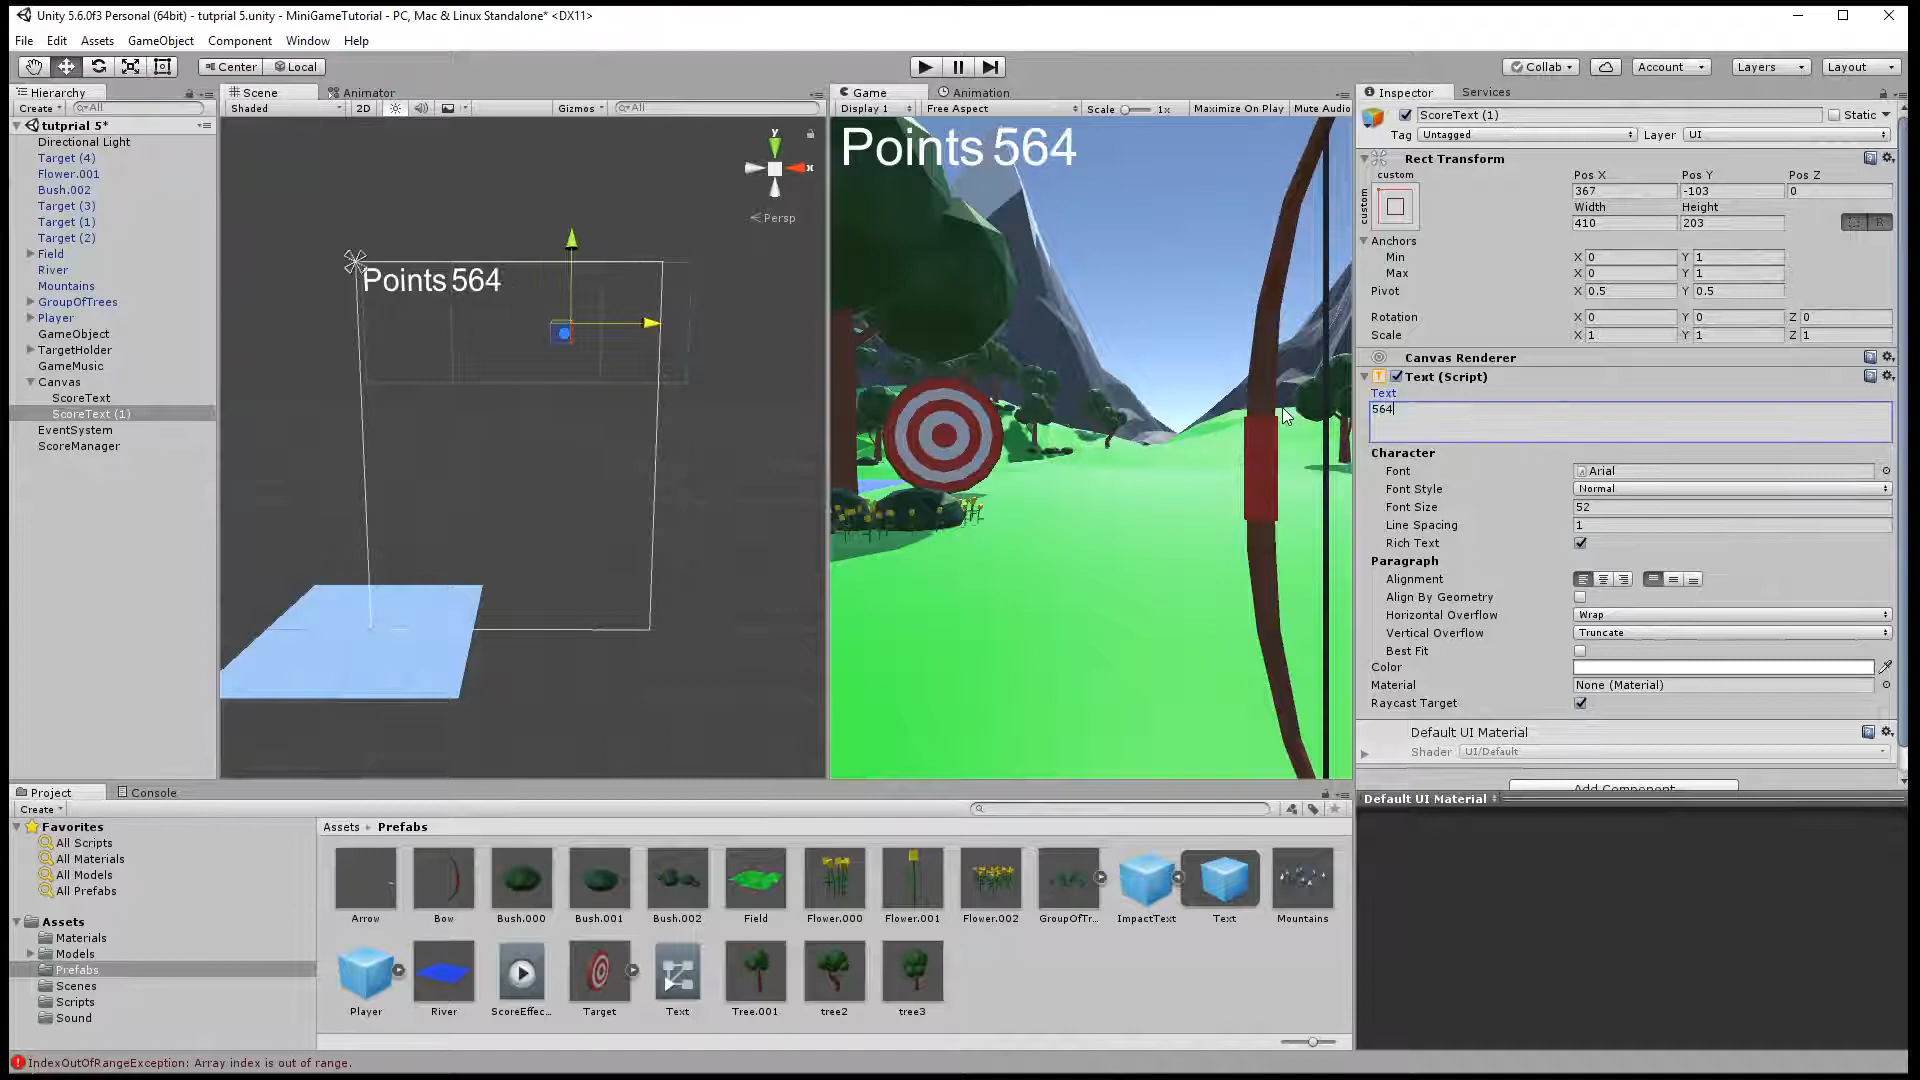 Unity 5.6.0f3 Personal (64bit) - tutprial 5.unity - MiniGameTutorial - PC, Mac & Linux Standalone* <DX11>
File Edit Assets GameObject Component Window Help
Center Local Collab Account Layers Layout
Hierarchy
Create All
tutprial 5*
Directional Light
Target (4)
Flower.001
Bush.002
Target (3)
Target (1)
Target (2)
Field
River
Mountains
GroupOfTrees
Player
GameObject
TargetHolder
GameMusic
Canvas
ScoreText
ScoreText (1)
EventSystem
ScoreManager
Scene Animator
Shaded 2D Gizmos All
y
x
Persp
Points 564
Game Animation
Display 1 Free Aspect Scale 1x Maximize On Play Mute Audio
Points 564
Inspector Services
ScoreText (1) Static
Tag Untagged Layer UI
Rect Transform
custom Pos X Pos Y Pos Z
custom 367 -103 0
Width Height
410 203 R
Anchors
Min X 0 Y 1
Max X 0 Y 1
Pivot X 0.5 Y 0.5
Rotation X 0 Y 0 Z 0
Scale X 1 Y 1 Z 1
Canvas Renderer
Text (Script)
Text
564
Character
Font Arial
Font Style Normal
Font Size 52
Line Spacing 1
Rich Text
Paragraph
Alignment
Align By Geometry
Horizontal Overflow Wrap
Vertical Overflow Truncate
Best Fit
Color
Material None (Material)
Raycast Target
Default UI Material
Shader UI/Default
Add Component
Default UI Material
Project Console
Create
Favorites
All Scripts
All Materials
All Models
All Prefabs
Assets
Materials
Models
Prefabs
Scenes
Scripts
Sound
Assets Prefabs
Arrow Bow Bush.000 Bush.001 Bush.002 Field Flower.000 Flower.001 Flower.002 GroupOfTr... ImpactText Text Mountains
Player River ScoreEffec... Target Text Tree.001 tree2 tree3
IndexOutOfRangeException: Array index is out of range.